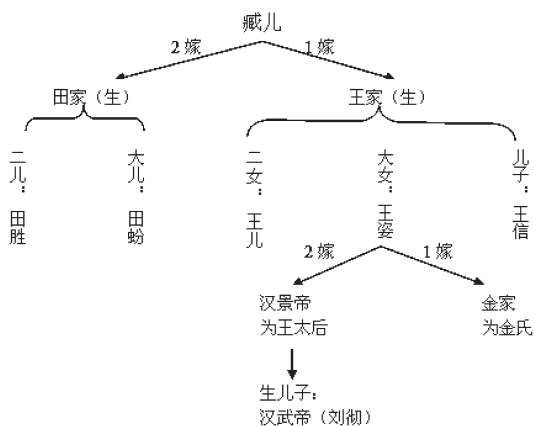 臧儿
2 嫁
1 嫁
田家（生）
王家（生）
二儿：田胜
大儿：田蚡
二女：王儿
大女：王姿
儿子：王信
2 嫁
1 嫁
汉景帝
为王太后
金家
为金氏
生儿子：
汉武帝（刘彻）